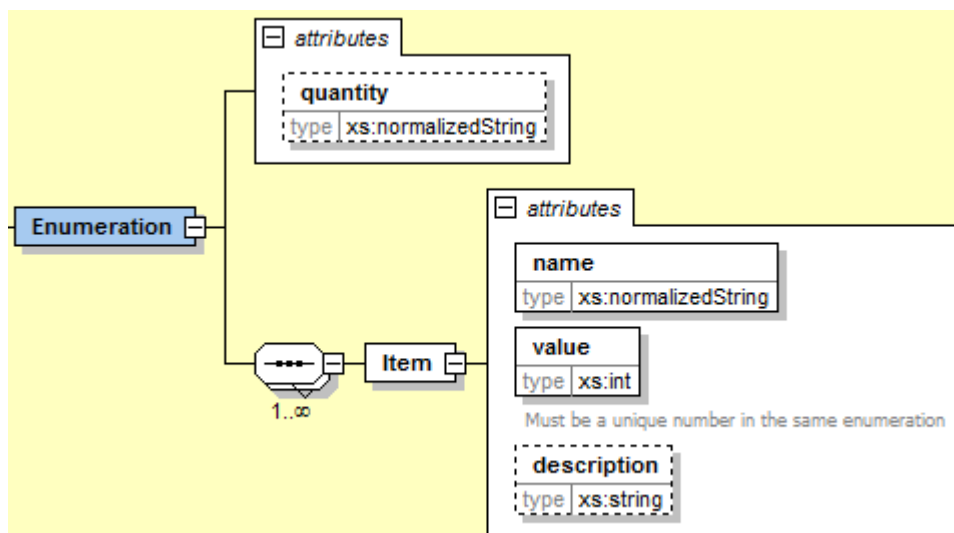 attributes
quantity
type xs:normalizedString
Enumeration
attributes
name
type xs:normalizedString
Item
value
type xs:int
1..∞
Must be a unique number in the same enumeration
description
type xs:string